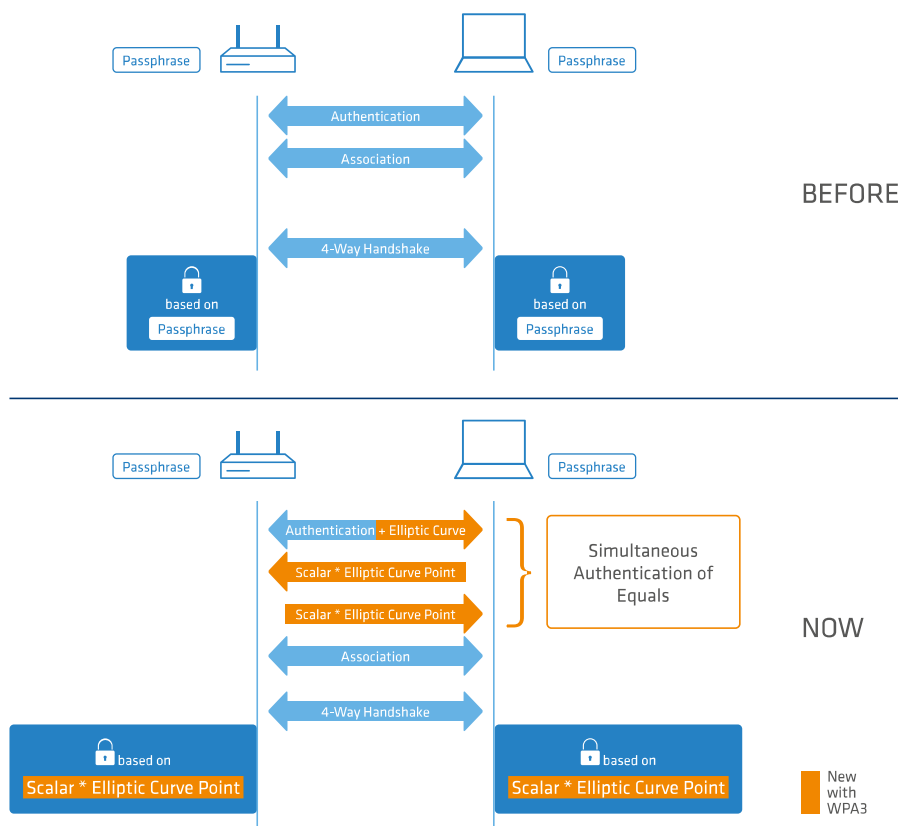 Passphrase
Passphrase
Authentication
Association
BEFORE
4-Way Handshake
based on
Passphrase
based on
Passphrase
Passphrase
Passphrase
Authentication + Elliptic Curve
Scalar * Elliptic Curve Point
Scalar * Elliptic Curve Point
Simultaneous
Authentication of
Equals
NOW
Association
4-Way Handshake
based on
Scalar * Elliptic Curve Point
based on
Scalar * Elliptic Curve Point
New
with
WPA3